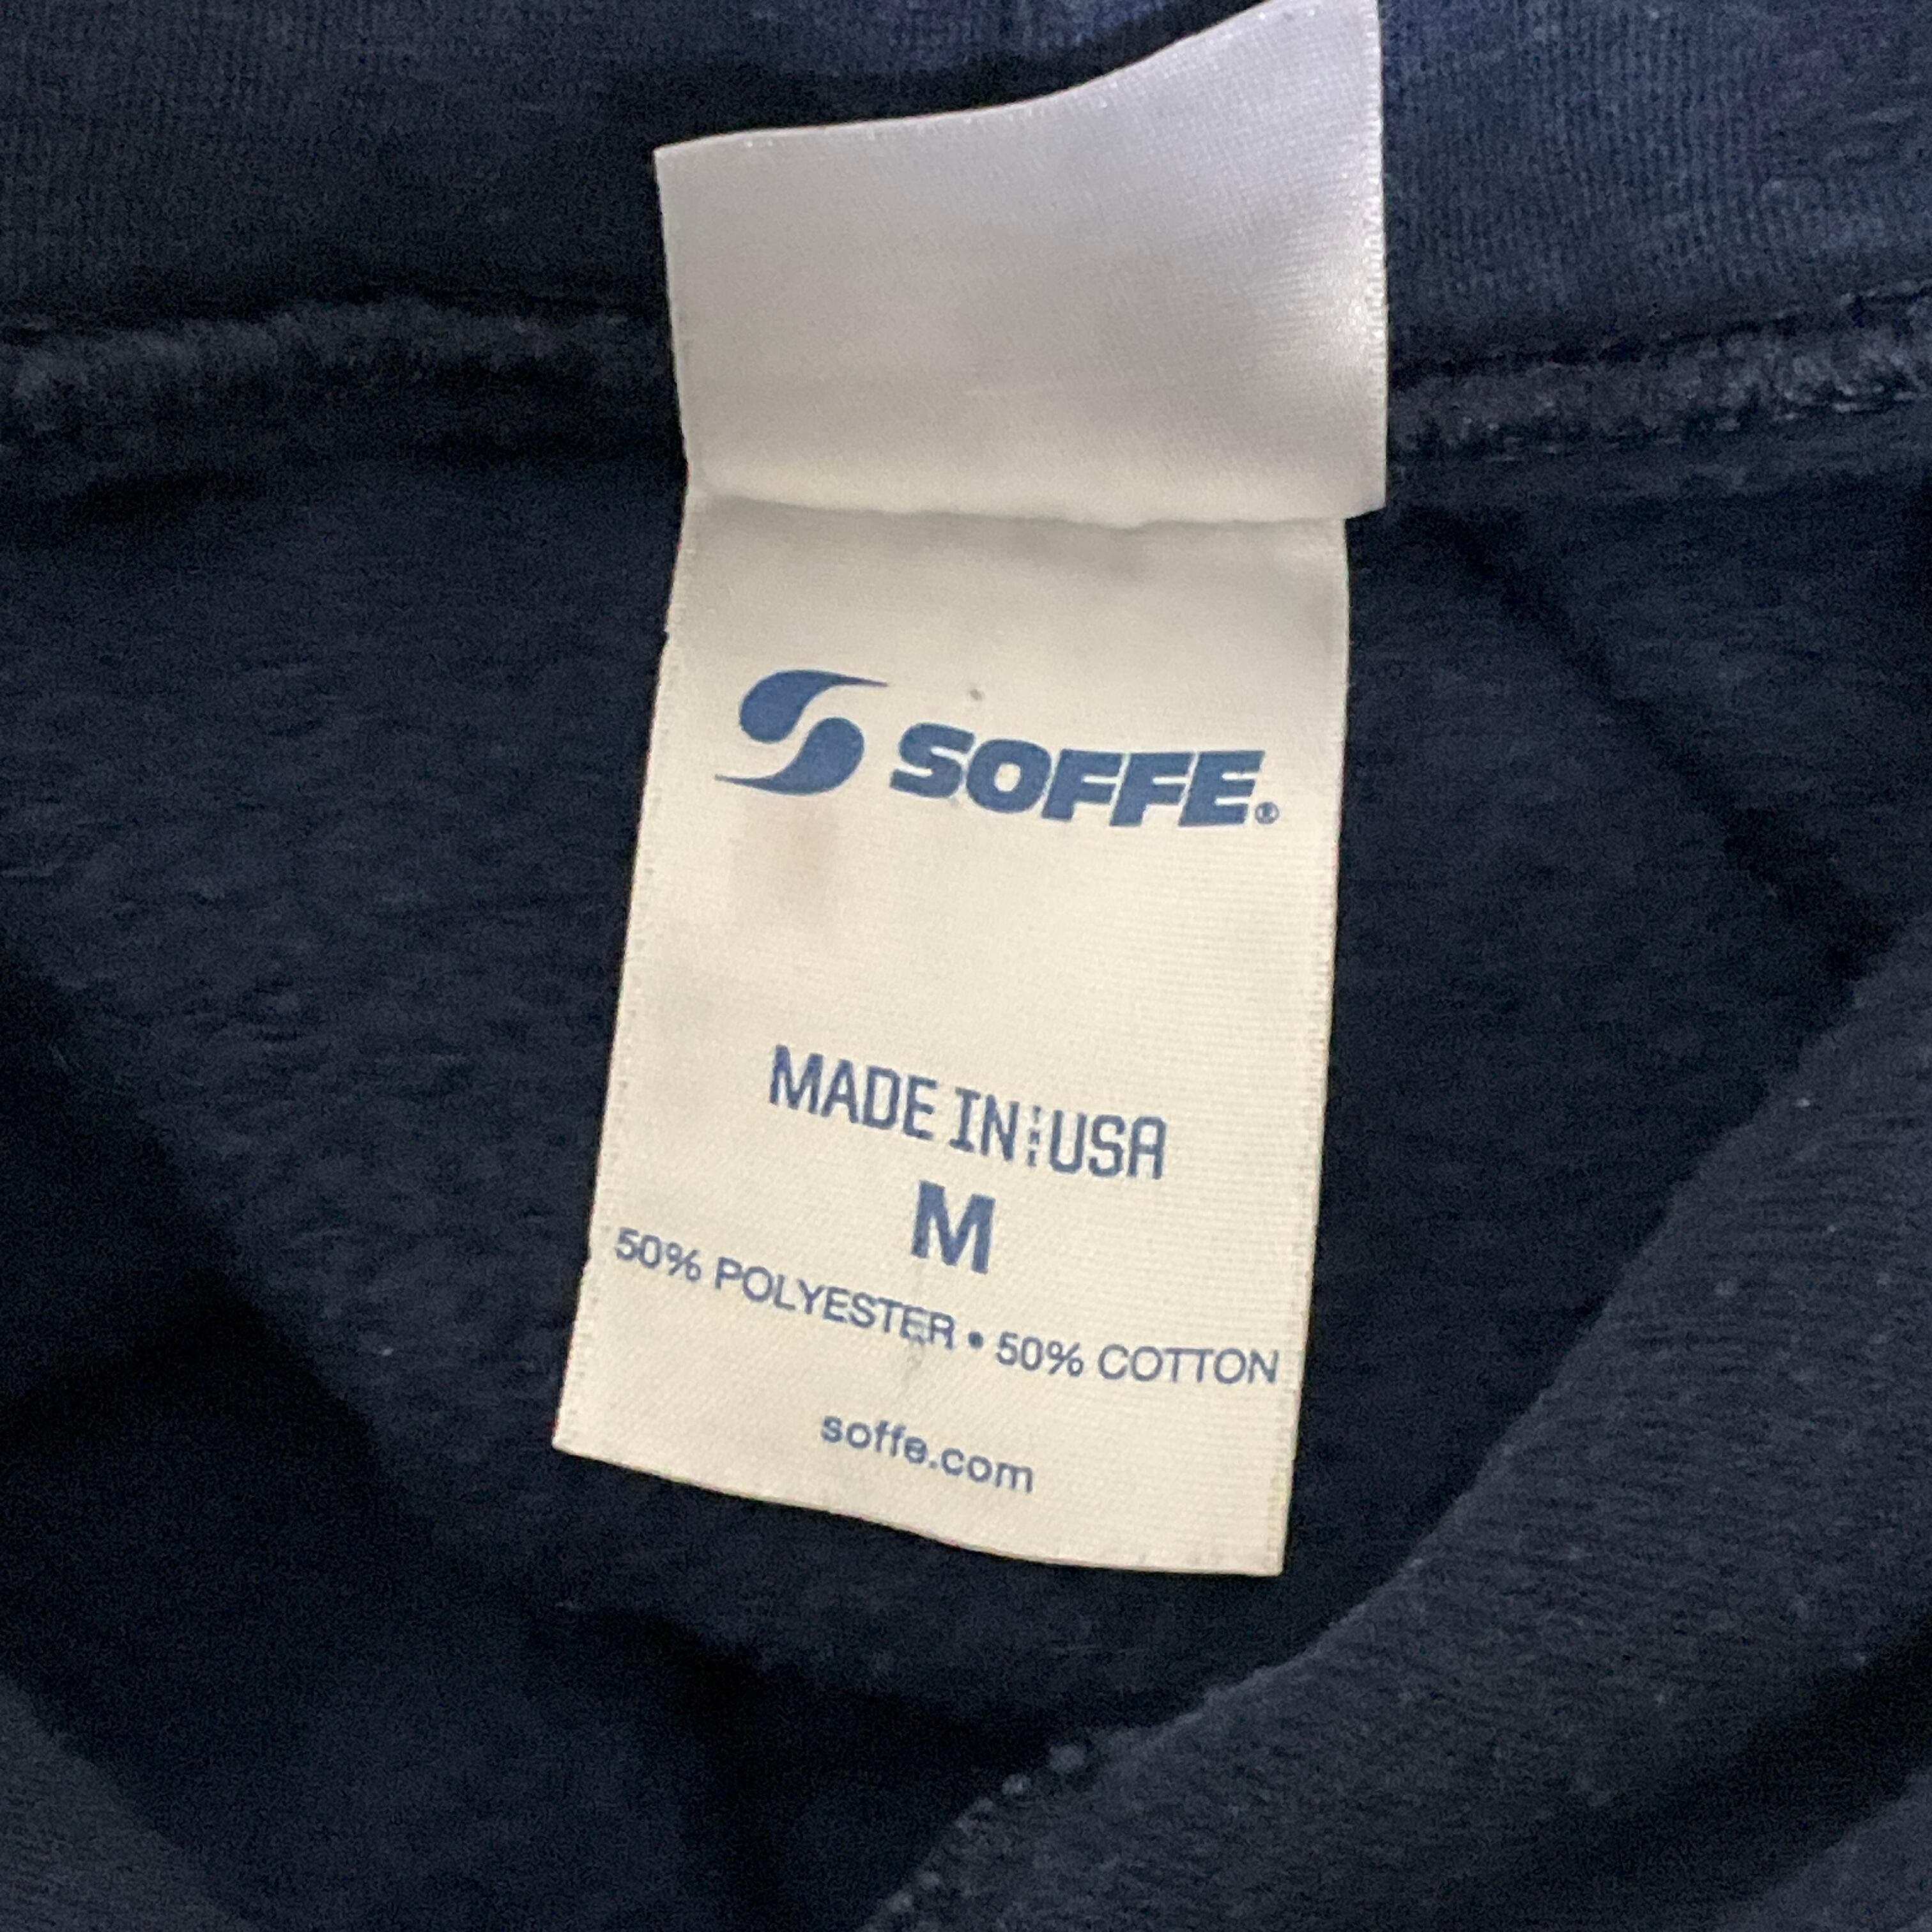 SOFFE®
MADE IN USA
M
50% POLYESTER • 50% COTTON
soffe.com